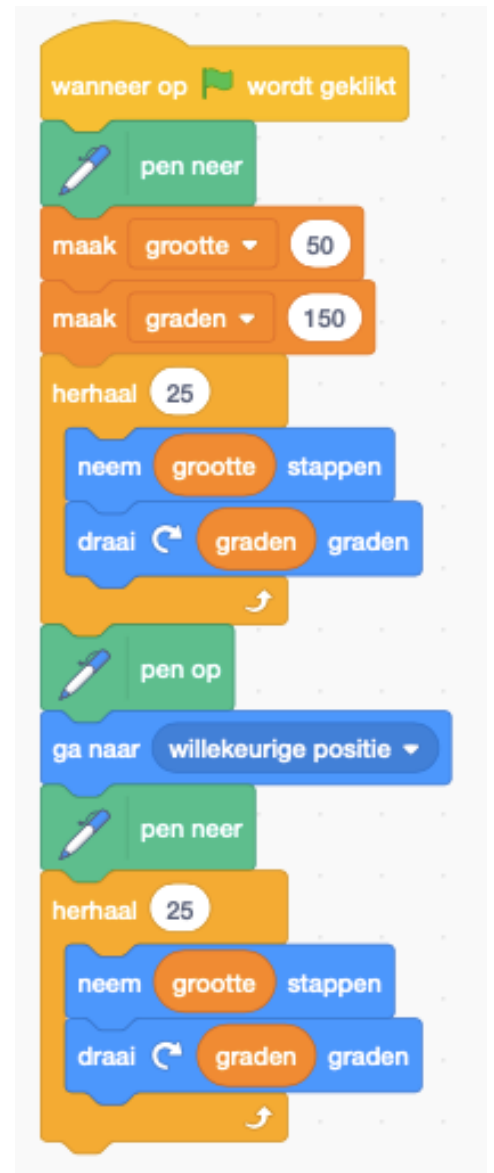 wanneer op wordt geklikt
pen neer
maak grootte 50
maak graden 150
herhaal 25
neem grootte stappen
draai graden graden
pen op
ga naar willekeurige positie
pen neer
herhaal 25
neem grootte stappen
draai graden graden